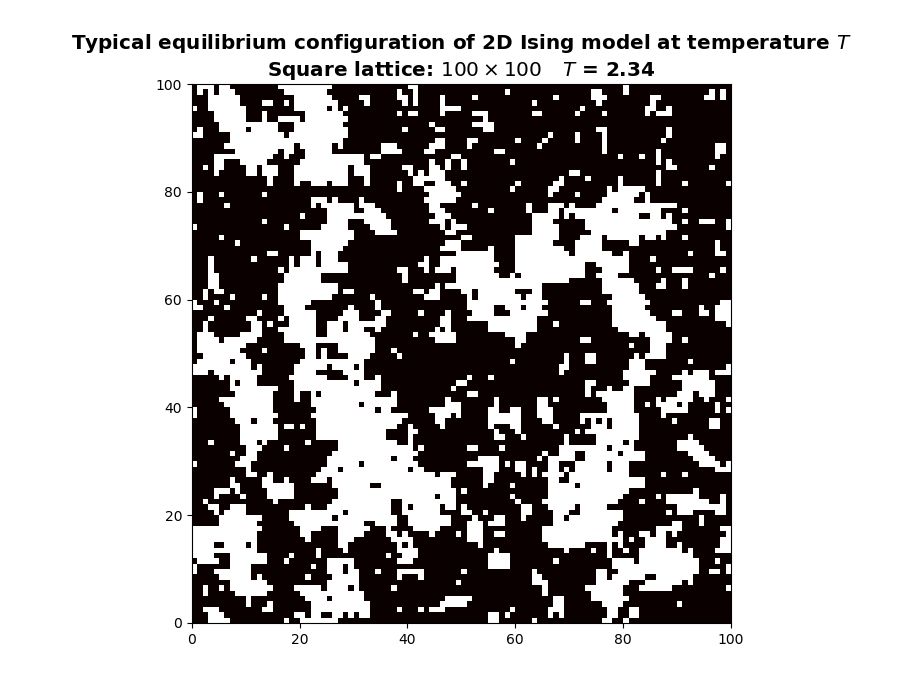 Typical equilibrium configuration of 2D Ising model at temperature T
Square lattice: 100 × 100 T = 2.34
100
80
60
40
20
0
0 20 40 60 80 100